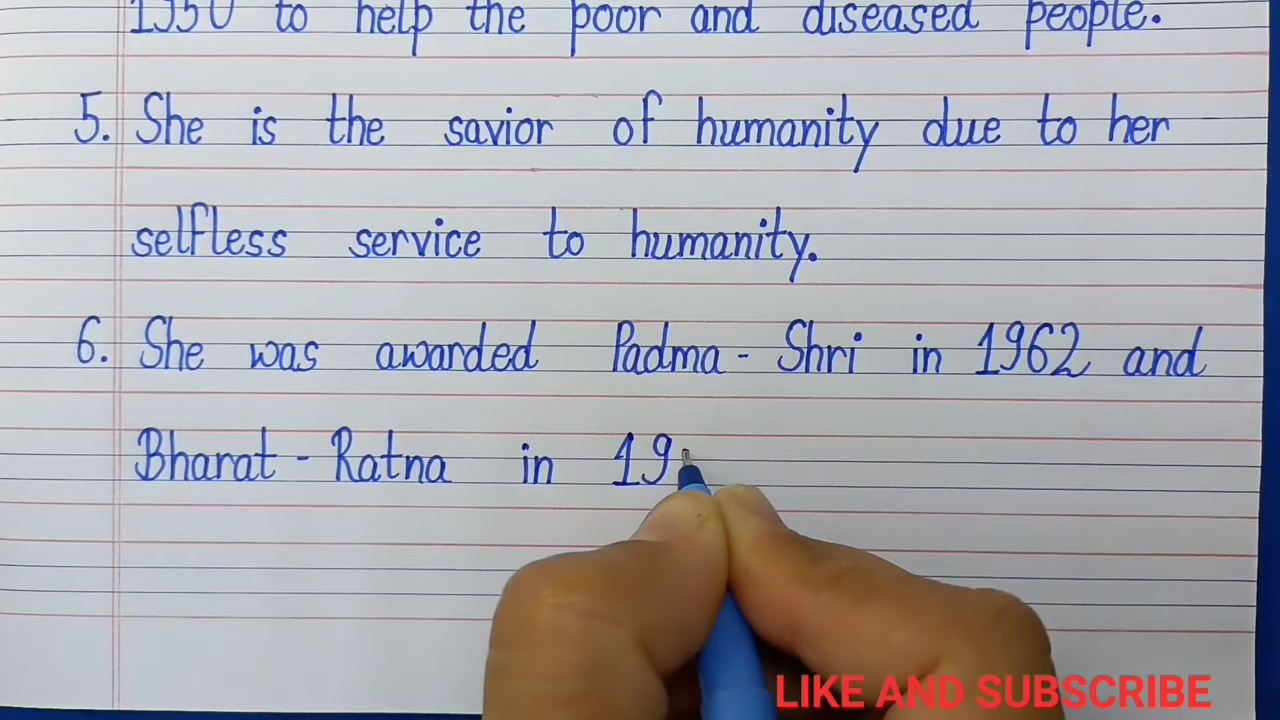 1950 to help the poor and diseased people.
5. She is the savior of humanity due to her
selfless service to humanity.
6. She was awarded Padma - Shri in 1962 and
Bharat - Ratna in 19
LIKE AND SUBSCRIBE